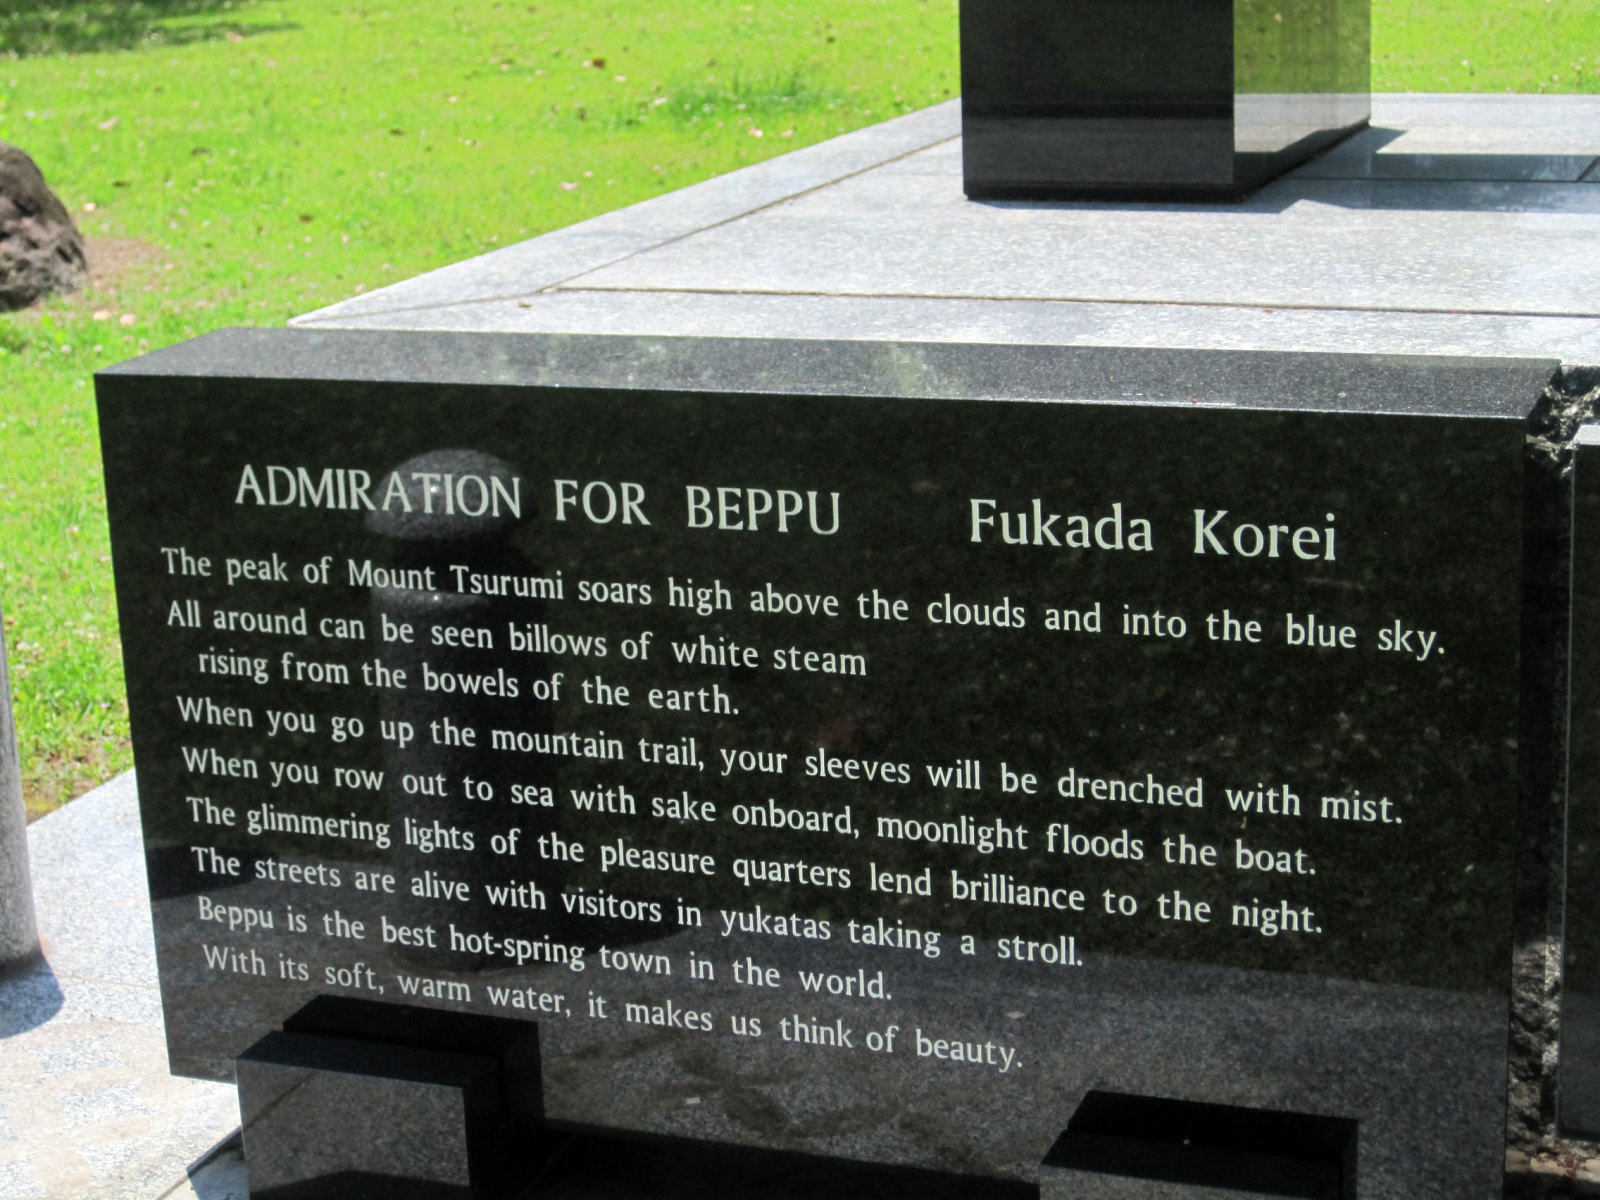 ADMIRATION FOR BEPPU Fukada Korei
The peak of Mount Tsurumi soars high above the clouds and into the blue sky.
All around can be seen billows of white steam
rising from the bowels of the earth.
When you go up the mountain trail, your sleeves will be drenched with mist.
When you row out to sea with sake onboard, moonlight floods the boat.
The glimmering lights of the pleasure quarters lend brilliance to the night.
The streets are alive with visitors in yukatas taking a stroll.
Beppu is the best hot-spring town in the world.
With its soft, warm water, it makes us think of beauty.